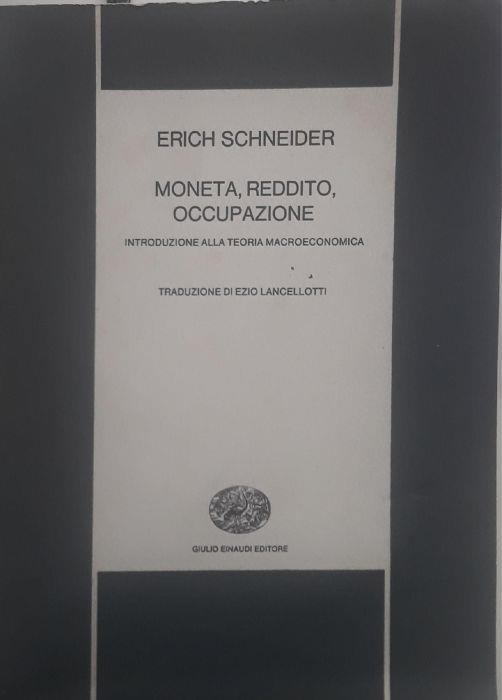 ERICH SCHNEIDER
MONETA, REDDITO,
OCCUPAZIONE
INTRODUZIONE ALLA TEORIA MACROECONOMICA
TRADUZIONE DI EZIO LANCELLOTTI
GIULIO EINAUDI EDITORE